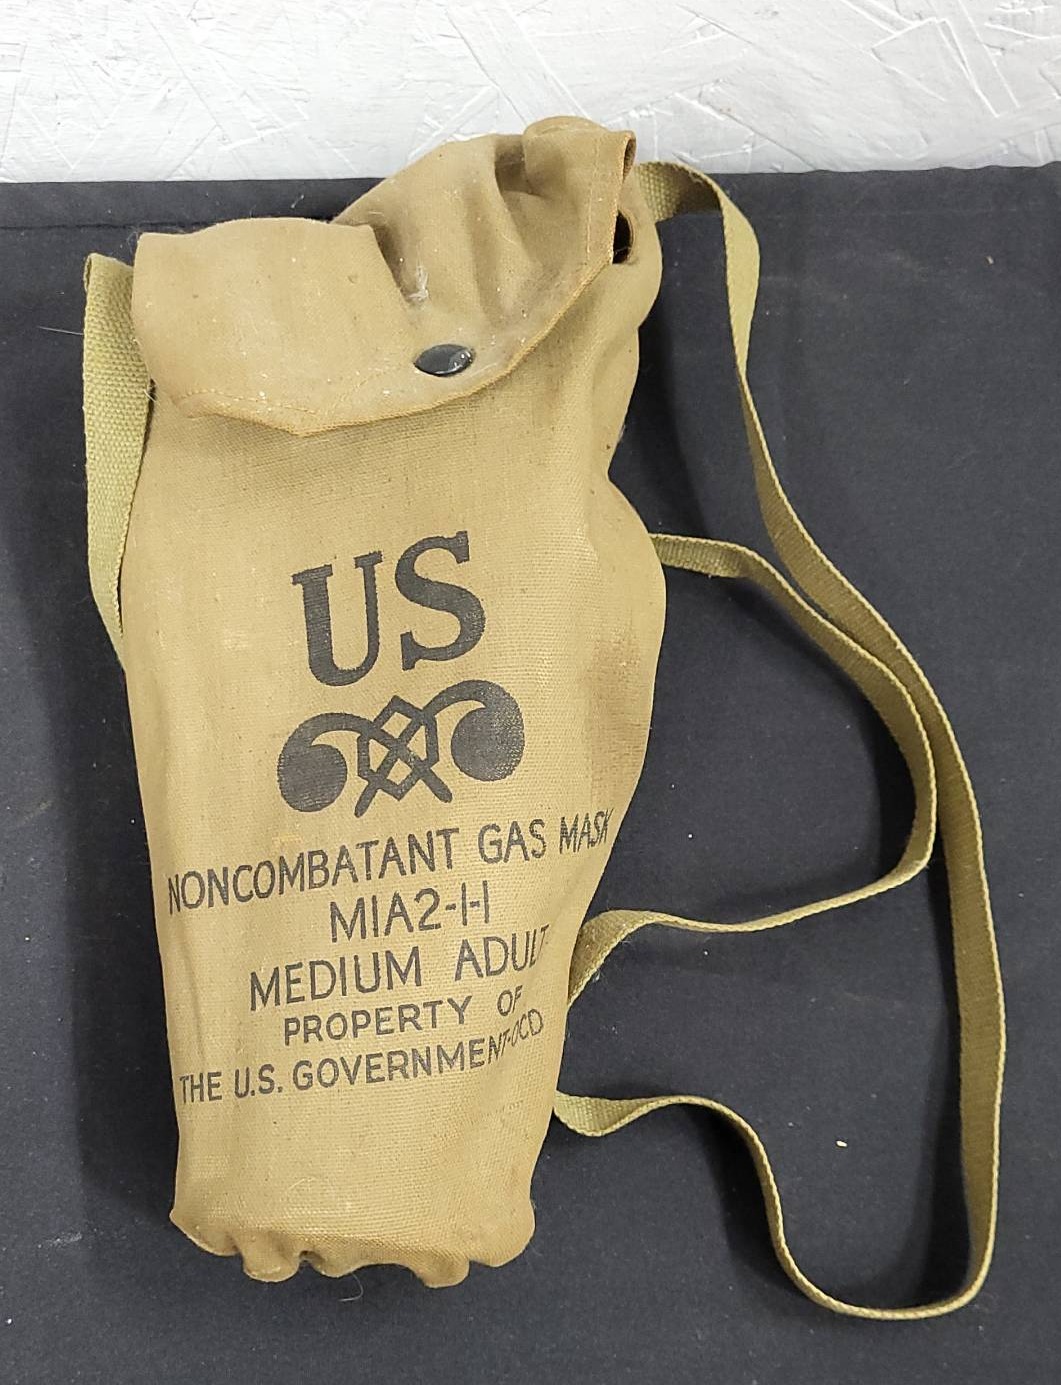 US
NONCOMBATANT GAS MASK
MIA2-I-I
MEDIUM ADULT
PROPERTY OF
THE U.S. GOVERNMENT-OCD